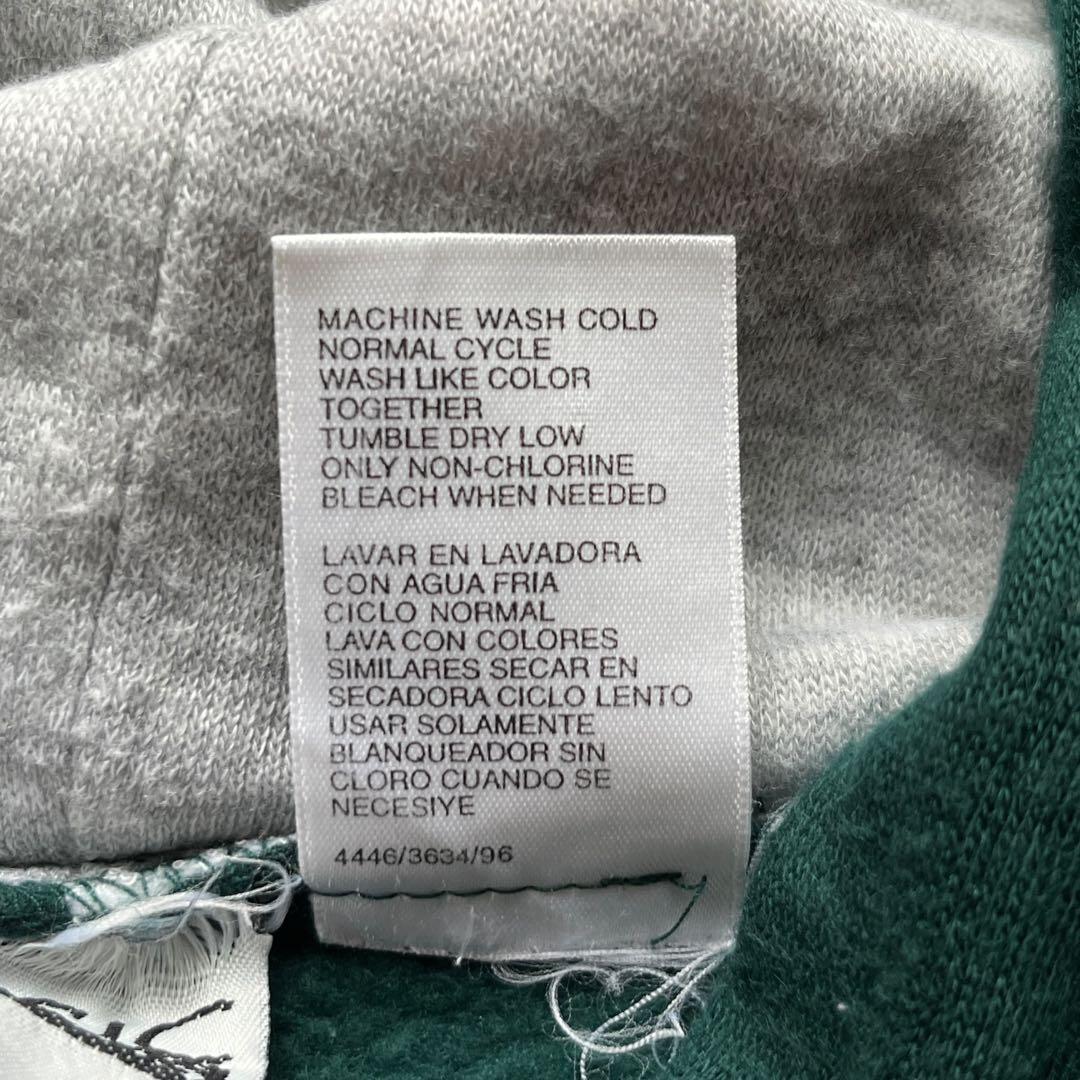 MACHINE WASH COLD
NORMAL CYCLE
WASH LIKE COLOR
TOGETHER
TUMBLE DRY LOW
ONLY NON-CHLORINE
BLEACH WHEN NEEDED
LAVAR EN LAVADORA
CON AGUA FRIA
CICLO NORMAL
LAVA CON COLORES
SIMILARES SECAR EN
SECADORA CICLO LENTO
USAR SOLAMENTE
BLANQUEADOR SIN
CLORO CUANDO SE
NECESIYE
4446/3634/96